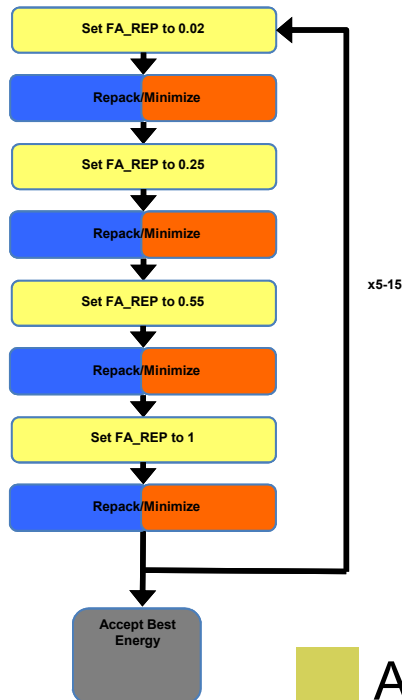 Set FA_REP to 0.02
Repack/Minimize
Set FA_REP to 0.25
Repack/Minimize
Set FA_REP to 0.55
x5-15
Repack/Minimize
Set FA_REP to 1
Repack/Minimize
Accept Best
Energy
A